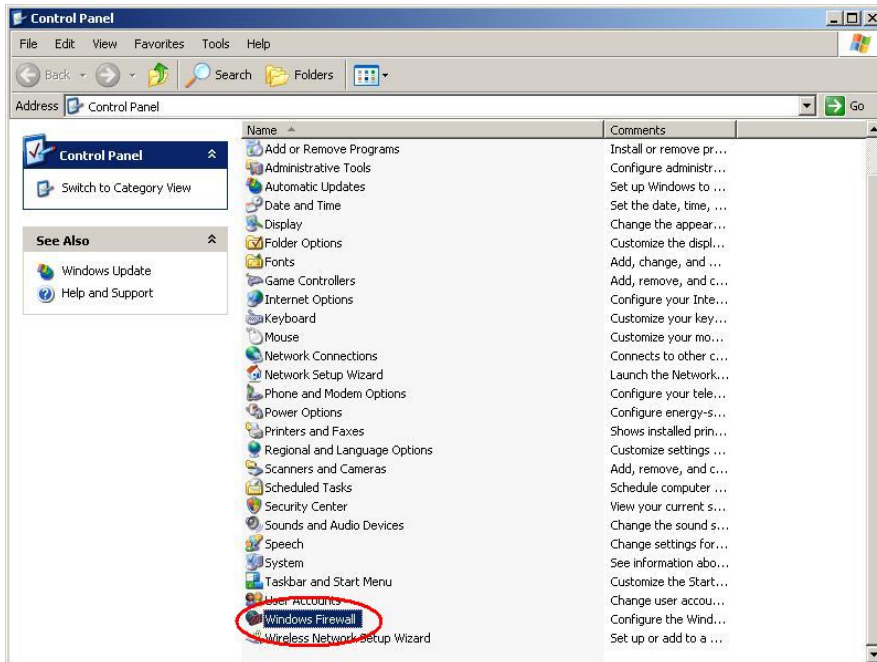 Control Panel
File Edit View Favorites Tools Help
Back Search Folders
Address Control Panel Go
Control Panel
Switch to Category View
See Also
Windows Update
Help and Support
Name Comments
Add or Remove Programs Install or remove pr...
Administrative Tools Configure administr...
Automatic Updates Set up Windows to ...
Date and Time Set the date, time, ...
Display Change the appear...
Folder Options Customize the displ...
Fonts Add, change, and ...
Game Controllers Add, remove, and c...
Internet Options Configure your Inte...
Keyboard Customize your key...
Mouse Customize your mo...
Network Connections Connects to other c...
Network Setup Wizard Launch the Network...
Phone and Modem Options Configure your tele...
Power Options Configure energy-s...
Printers and Faxes Shows installed prin...
Regional and Language Options Customize settings ...
Scanners and Cameras Add, remove, and c...
Scheduled Tasks Schedule computer ...
Security Center View your current s...
Sounds and Audio Devices Change the sound s...
Speech Change settings for...
System See information abo...
Taskbar and Start Menu Customize the Start...
User Accounts Change user accou...
Windows Firewall Configure the Wind...
Wireless Network Setup Wizard Set up or add to a ...